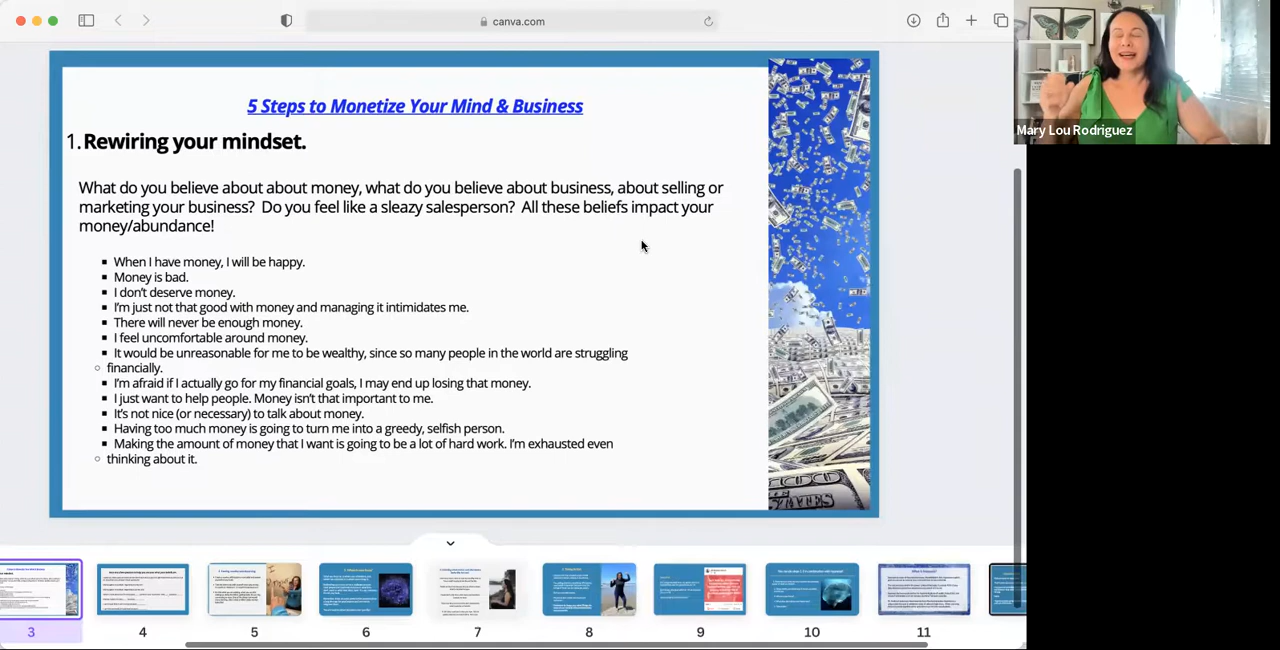 canva.com
Mary Lou Rodriguez
5 Steps to Monetize Your Mind & Business
1. Rewiring your mindset.
What do you believe about about money, what do you believe about business, about selling or
marketing your business? Do you feel like a sleazy salesperson? All these beliefs impact your
money/abundance!
When I have money, I will be happy.
Money is bad.
I don't deserve money.
I'm just not that good with money and managing it intimidates me.
There will never be enough money.
I feel uncomfortable around money.
It would be unreasonable for me to be wealthy, since so many people in the world are struggling
financially.
I'm afraid if I actually go for my financial goals, I may end up losing that money.
I just want to help people. Money isn't that important to me.
It's not nice (or necessary) to talk about money.
Having too much money is going to turn me into a greedy, selfish person.
Making the amount of money that I want is going to be a lot of hard work. I'm exhausted even
thinking about it.
STATES
3 4 5 6 7 8 9 10 11